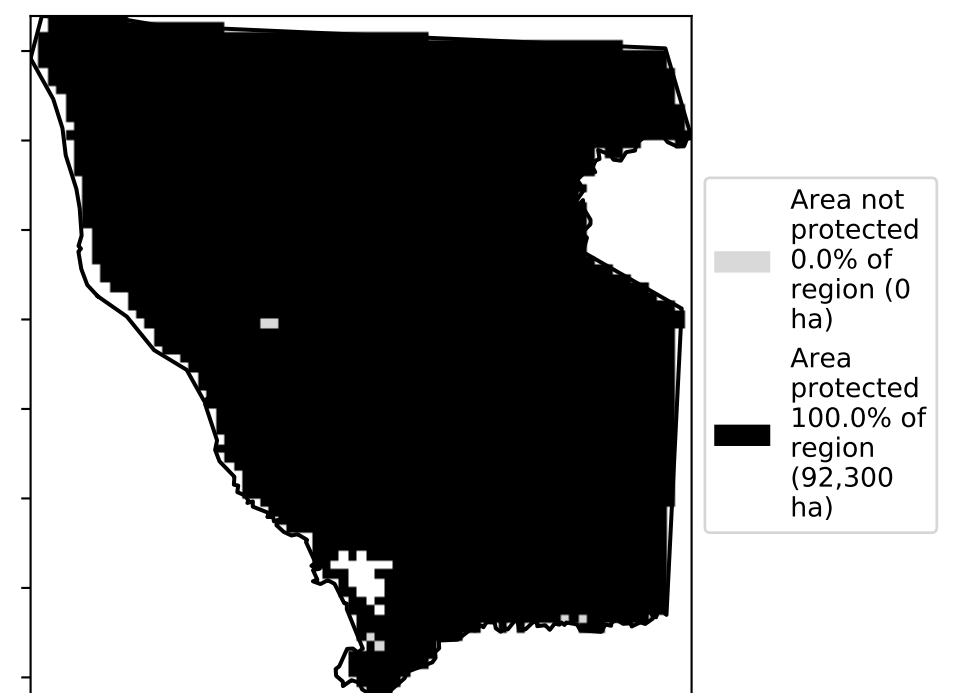 Area not
protected
0.0% of
region (0
ha)
Area
protected
100.0% of
region
(92,300
ha)